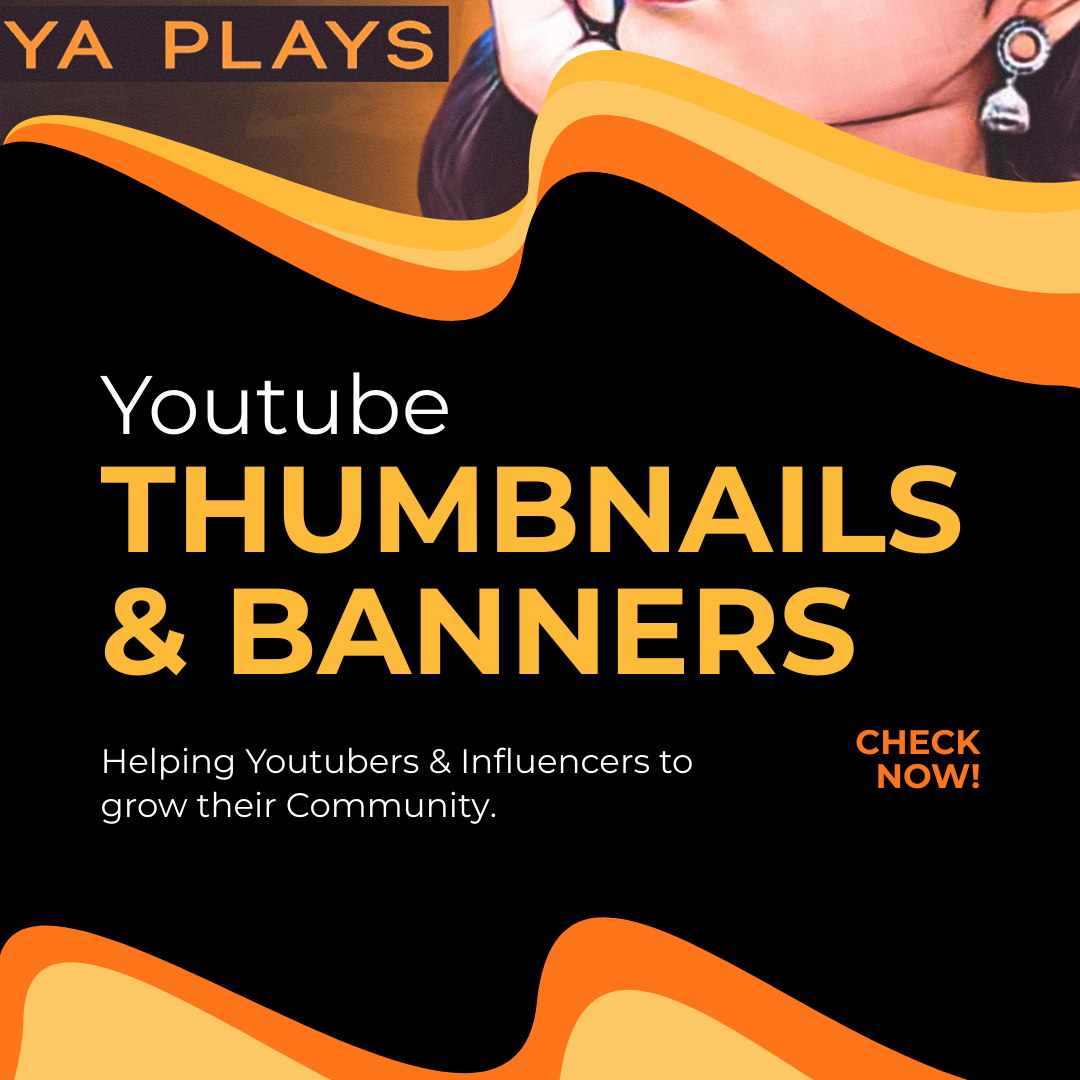 YA PLAYS
Youtube
THUMBNAILS
& BANNERS
Helping Youtubers & Influencers to
grow their Community.
CHECK
NOW!